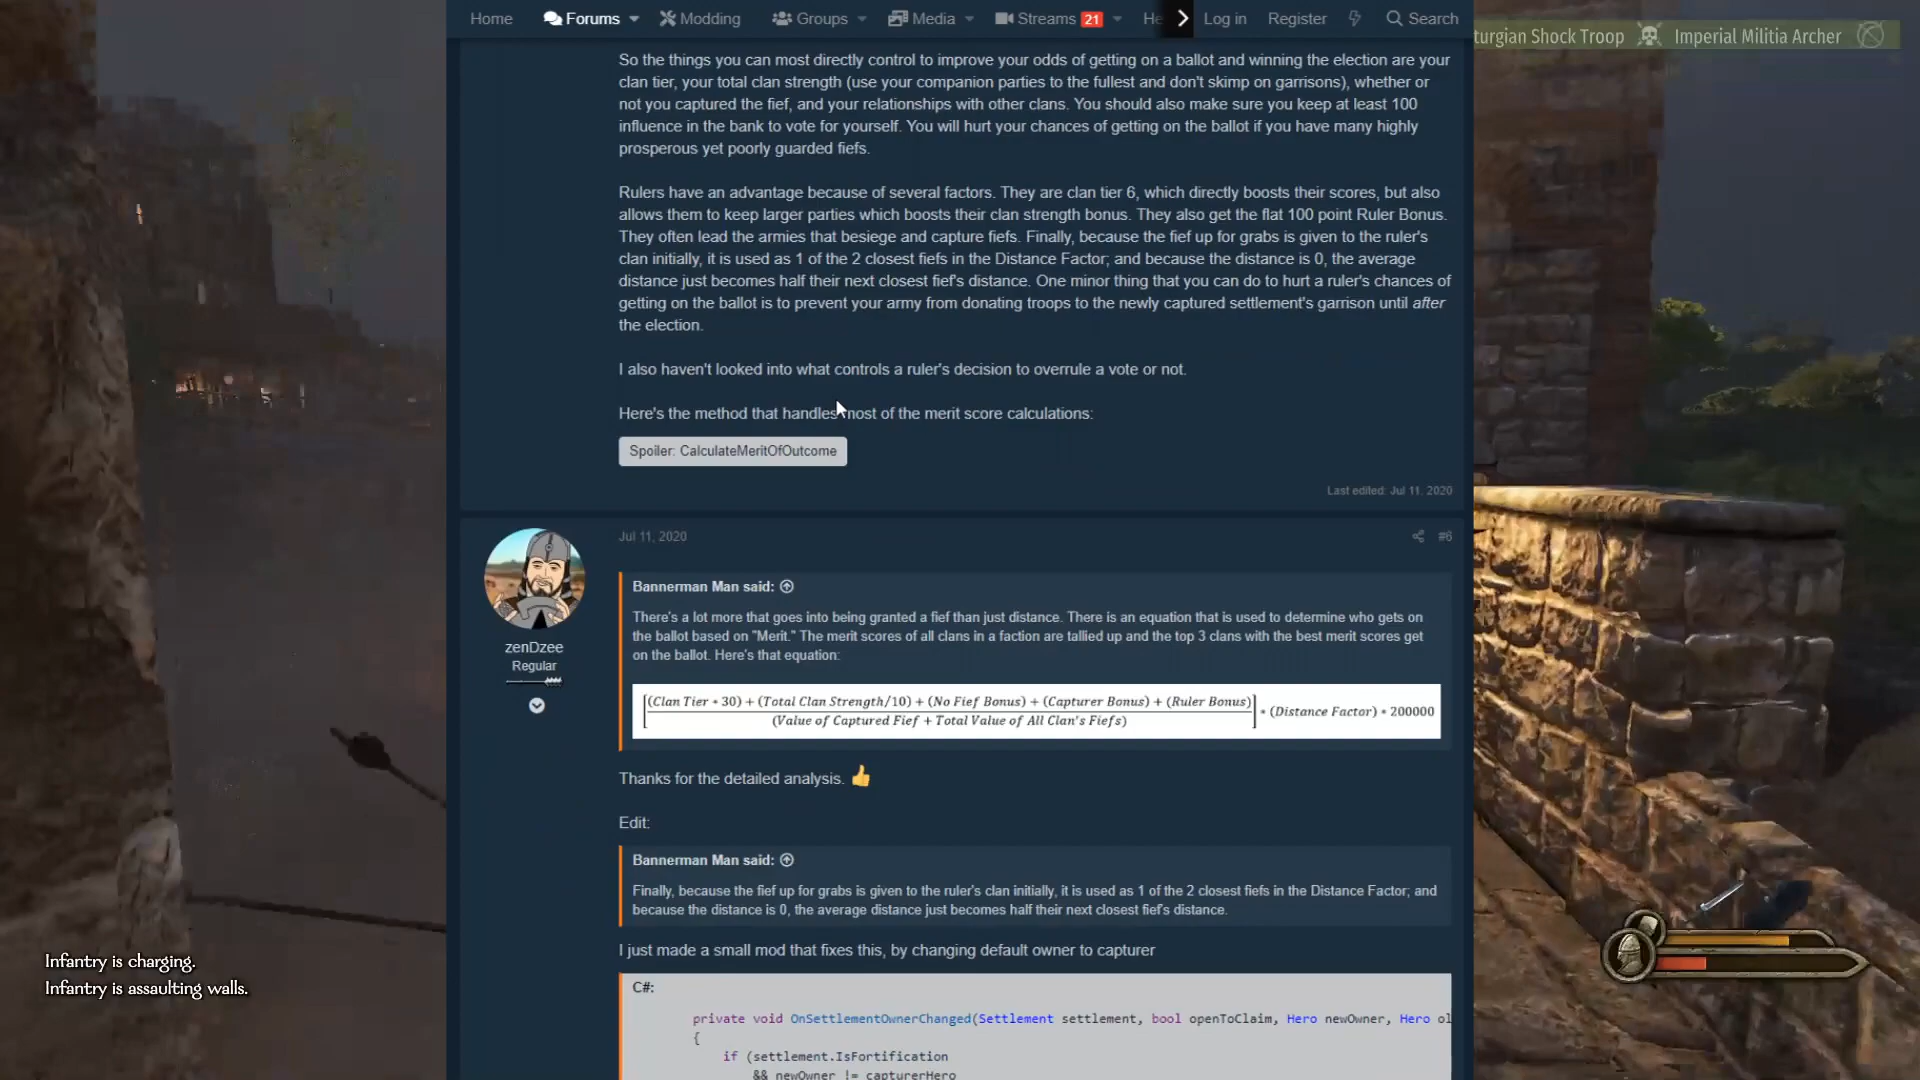 Home Forums Modding Groups Media Streams 21 He Log in Register Search
turgian Shock Troop Imperial Militia Archer
So the things you can most directly control to improve your odds of getting on a ballot and winning the election are your
clan tier, your total clan strength (use your companion parties to the fullest and don't skimp on garrisons), whether or
not you captured the fief, and your relationships with other clans. You should also make sure you keep at least 100
influence in the bank to vote for yourself. You will hurt your chances of getting on the ballot if you have many highly
prosperous yet poorly guarded fiefs.
Rulers have an advantage because of several factors. They are clan tier 6, which directly boosts their scores, but also
allows them to keep larger parties which boosts their clan strength bonus. They also get the flat 100 point Ruler Bonus.
They often lead the armies that besiege and capture fiefs. Finally, because the fief up for grabs is given to the ruler's
clan initially, it is used as 1 of the 2 closest fiefs in the Distance Factor; and because the distance is 0, the average
distance just becomes half their next closest fief's distance. One minor thing that you can do to hurt a ruler's chances of
getting on the ballot is to prevent your army from donating troops to the newly captured settlement's garrison until after
the election.
I also haven't looked into what controls a ruler's decision to overrule a vote or not.
Here's the method that handles most of the merit score calculations:
Spoiler: CalculateMeritOfOutcome
Last edited: Jul 11, 2020
Jul 11, 2020 #6
zenDzee
Regular
Bannerman Man said:
There's a lot more that goes into being granted a fief than just distance. There is an equation that is used to determine who gets on
the ballot based on "Merit." The merit scores of all clans in a faction are tallied up and the top 3 clans with the best merit scores get
on the ballot. Here's that equation:
[(Clan Tier * 30) + (Total Clan Strength/10) + (No Fief Bonus) + (Capturer Bonus) + (Ruler Bonus)
(Value of Captured Fief + Total Value of All Clan's Fiefs)] * (Distance Factor) * 200000
Thanks for the detailed analysis. 👍
Edit:
Bannerman Man said:
Finally, because the fief up for grabs is given to the ruler's clan initially, it is used as 1 of the 2 closest fiefs in the Distance Factor; and
because the distance is 0, the average distance just becomes half their next closest fief's distance.
I just made a small mod that fixes this, by changing default owner to capturer
C#:
private void OnSettlementOwnerChanged(Settlement settlement, bool openToClaim, Hero newOwner, Hero ol
{
if (settlement.IsFortification
&& newOwner != capturerHero
Infantry is charging.
Infantry is assaulting walls.